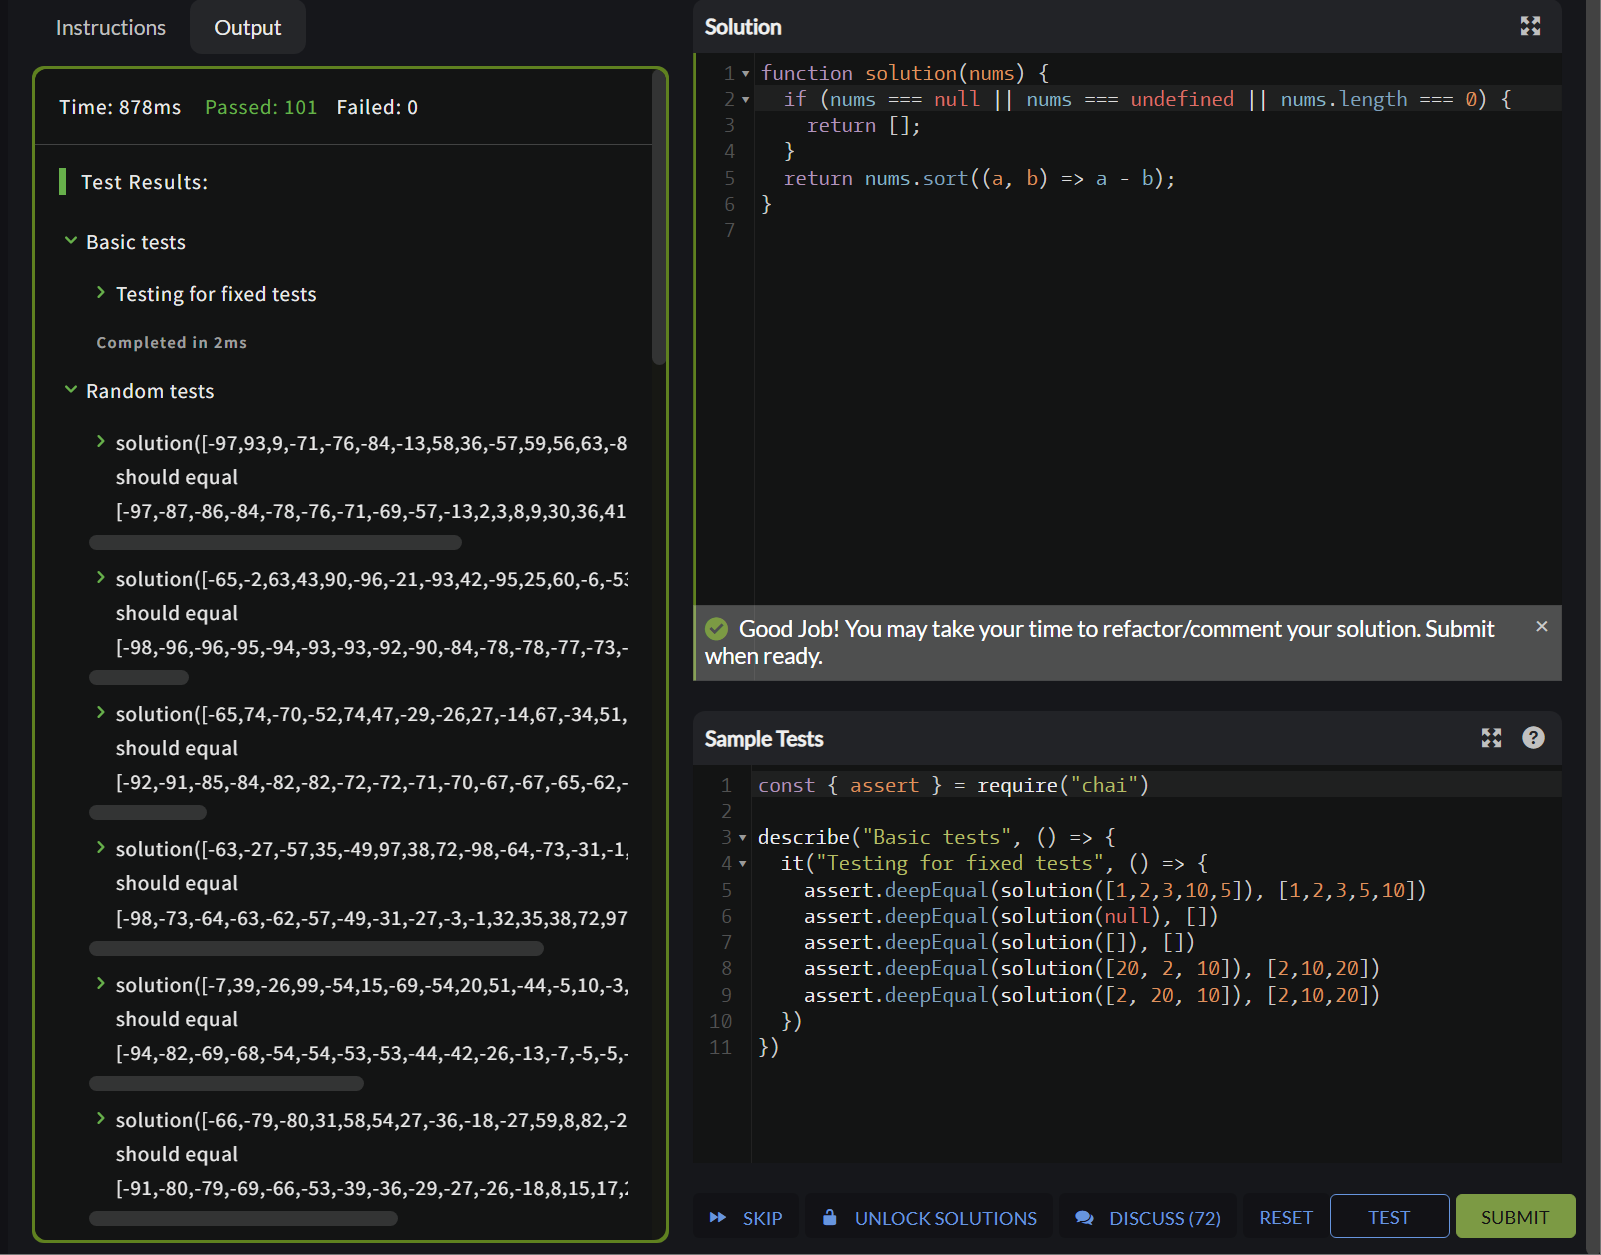 Instructions
Output
Time: 878ms Passed: 101 Failed: 0
Test Results:
Basic tests
Testing for fixed tests
Completed in 2ms
Random tests
solution([-97,93,9,-71,-76,-84,-13,58,36,-57,59,56,63,-8
should equal
[-97,-87,-86,-84,-78,-76,-71,-69,-57,-13,2,3,8,9,30,36,41
solution([-65,-2,63,43,90,-96,-21,-93,42,-95,25,60,-6,-53
should equal
[-98,-96,-96,-95,-94,-93,-93,-92,-90,-84,-78,-78,-77,-73,-
solution([-65,74,-70,-52,74,47,-29,-26,27,-14,67,-34,51,
should equal
[-92,-91,-85,-84,-82,-82,-72,-72,-71,-70,-67,-67,-65,-62,-
solution([-63,-27,-57,35,-49,97,38,72,-98,-64,-73,-31,-1,
should equal
[-98,-73,-64,-63,-62,-57,-49,-31,-27,-3,-1,32,35,38,72,97
solution([-7,39,-26,99,-54,15,-69,-54,20,51,-44,-5,10,-3,
should equal
[-94,-82,-69,-68,-54,-54,-53,-53,-44,-42,-26,-13,-7,-5,-5,-
solution([-66,-79,-80,31,58,54,27,-36,-18,-27,59,8,82,-2
should equal
[-91,-80,-79,-69,-66,-53,-39,-36,-29,-27,-26,-18,8,15,17,2
Solution
1 function solution(nums) {
2   if (nums === null || nums === undefined || nums.length === 0) {
3     return [];
4   }
5   return nums.sort((a, b) => a - b);
6 }
7
Good Job! You may take your time to refactor/comment your solution. Submit
when ready.
×
Sample Tests
?
1 const { assert } = require("chai")
2
3 describe("Basic tests", () => {
4   it("Testing for fixed tests", () => {
5     assert.deepEqual(solution([1,2,3,10,5]), [1,2,3,5,10])
6     assert.deepEqual(solution(null), [])
7     assert.deepEqual(solution([]), [])
8     assert.deepEqual(solution([20, 2, 10]), [2,10,20])
9     assert.deepEqual(solution([2, 20, 10]), [2,10,20])
10   })
11 })
SKIP
UNLOCK SOLUTIONS
DISCUSS (72)
RESET
TEST
SUBMIT